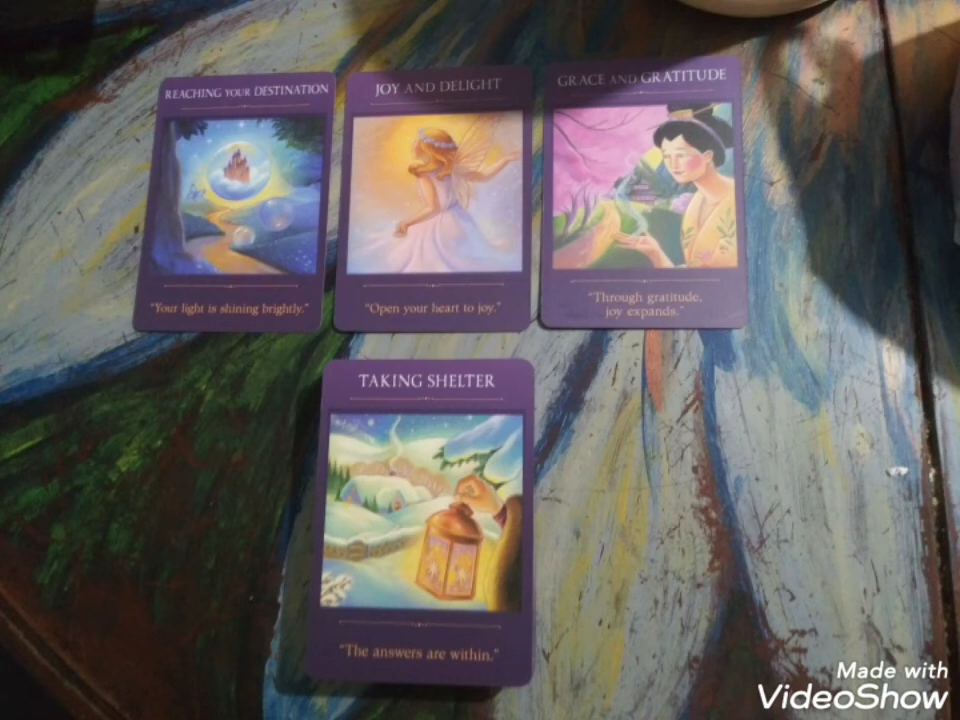 REACHING YOUR DESTINATION
"Your light is shining brightly."
JOY AND DELIGHT
"Open your heart to joy."
GRACE AND GRATITUDE
"Through gratitude,
joy expands."
TAKING SHELTER
"The answers are within."
Made with
VideoShow